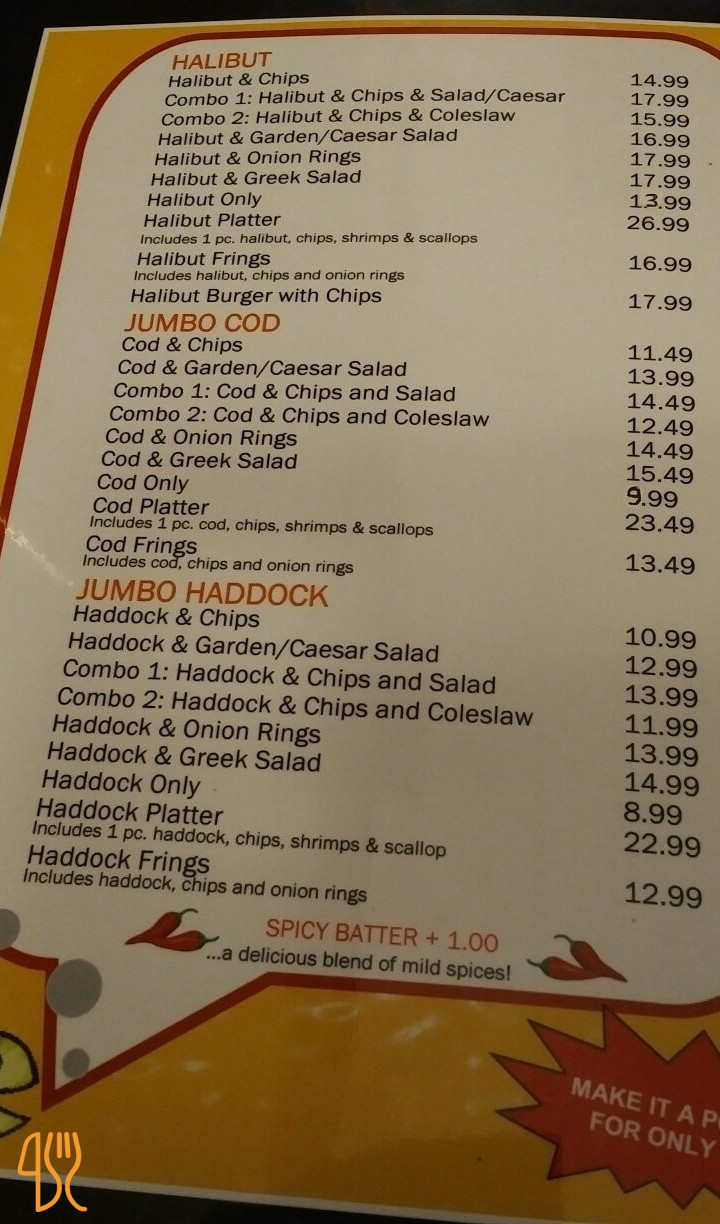 HALIBUT
Halibut & Chips 14.99
Combo 1: Halibut & Chips & Salad/Caesar 17.99
Combo 2: Halibut & Chips & Coleslaw 15.99
Halibut & Garden/Caesar Salad 16.99
Halibut & Onion Rings 17.99
Halibut & Greek Salad 17.99
Halibut Only 13.99
Halibut Platter 26.99
Includes 1 pc. halibut, chips, shrimps & scallops
Halibut Frings 16.99
Includes halibut, chips and onion rings
Halibut Burger with Chips 17.99
JUMBO COD
Cod & Chips 11.49
Cod & Garden/Caesar Salad 13.99
Combo 1: Cod & Chips and Salad 14.49
Combo 2: Cod & Chips and Coleslaw 12.49
Cod & Onion Rings 14.49
Cod & Greek Salad 15.49
Cod Only 9.99
Cod Platter 23.49
Includes 1 pc. cod, chips, shrimps & scallops
Cod Frings 13.49
Includes cod, chips and onion rings
JUMBO HADDOCK
Haddock & Chips 10.99
Haddock & Garden/Caesar Salad 12.99
Combo 1: Haddock & Chips and Salad 13.99
Combo 2: Haddock & Chips and Coleslaw 11.99
Haddock & Onion Rings 13.99
Haddock & Greek Salad 14.99
Haddock Only 8.99
Haddock Platter 22.99
Includes 1 pc. haddock, chips, shrimps & scallop
Haddock Frings 12.99
Includes haddock, chips and onion rings
SPICY BATTER + 1.00
...a delicious blend of mild spices!
MAKE IT A
FOR ONLY